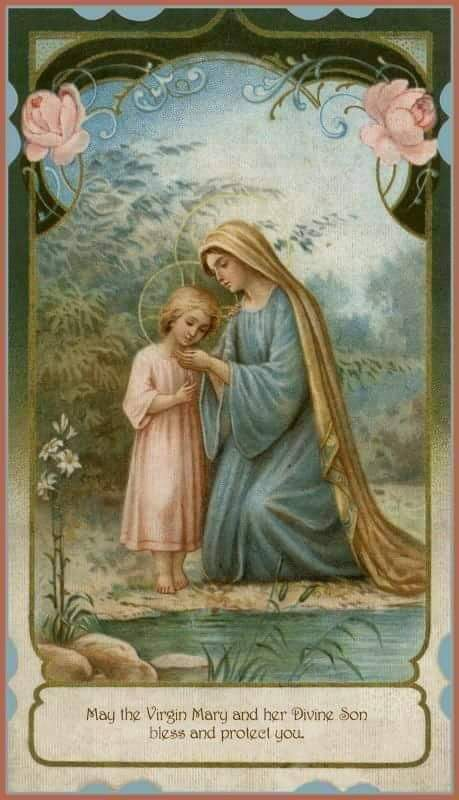 May the Virgin Mary and her Divine Son
bless and protect you.